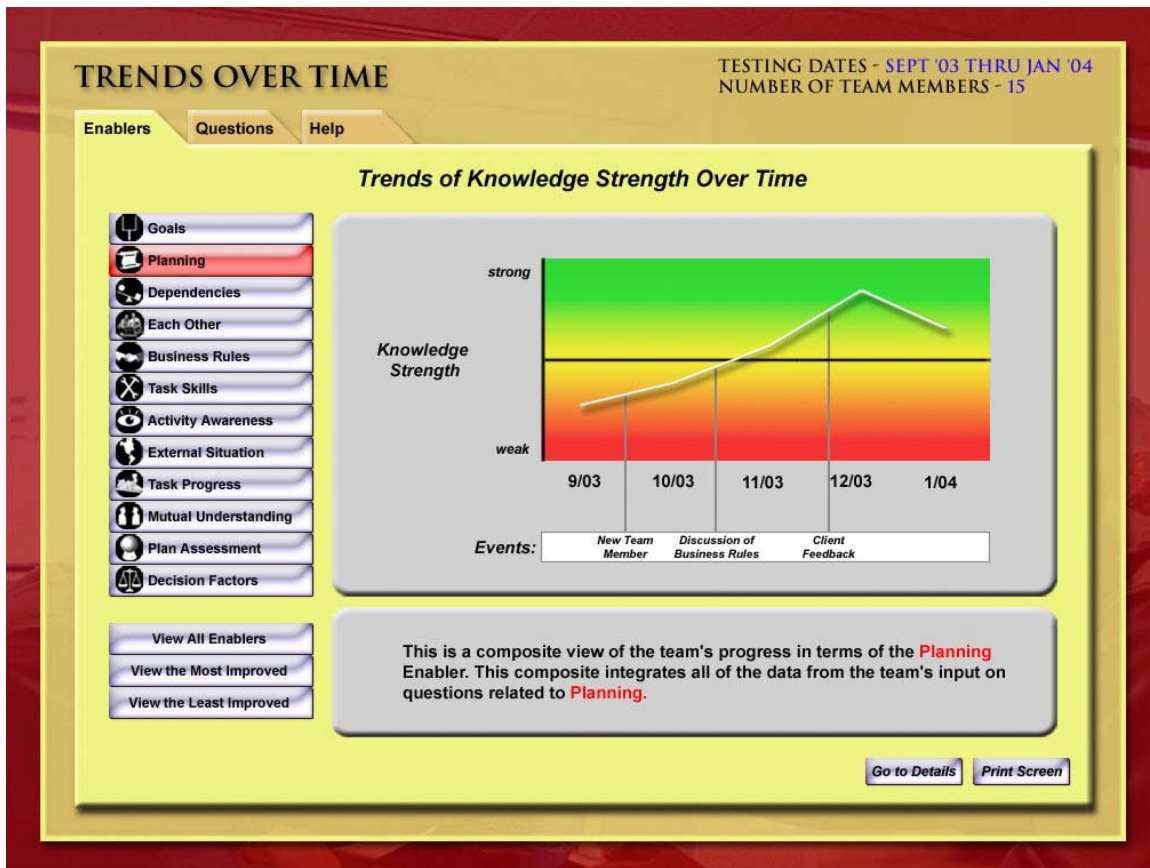 TRENDS OVER TIME
TESTING DATES - SEPT '03 THRU JAN '04
NUMBER OF TEAM MEMBERS - 15
Enablers
Questions
Help
Trends of Knowledge Strength Over Time
Goals
Planning
Dependencies
Each Other
Business Rules
Task Skills
Activity Awareness
External Situation
Task Progress
Mutual Understanding
Plan Assessment
Decision Factors
View All Enablers
View the Most Improved
View the Least Improved
strong
Knowledge
Strength
weak
9/03 10/03 11/03 12/03 1/04
Events:
New Team
Member
Discussion of
Business Rules
Client
Feedback
This is a composite view of the team's progress in terms of the Planning
Enabler. This composite integrates all of the data from the team's input on
questions related to Planning.
Go to Details
Print Screen